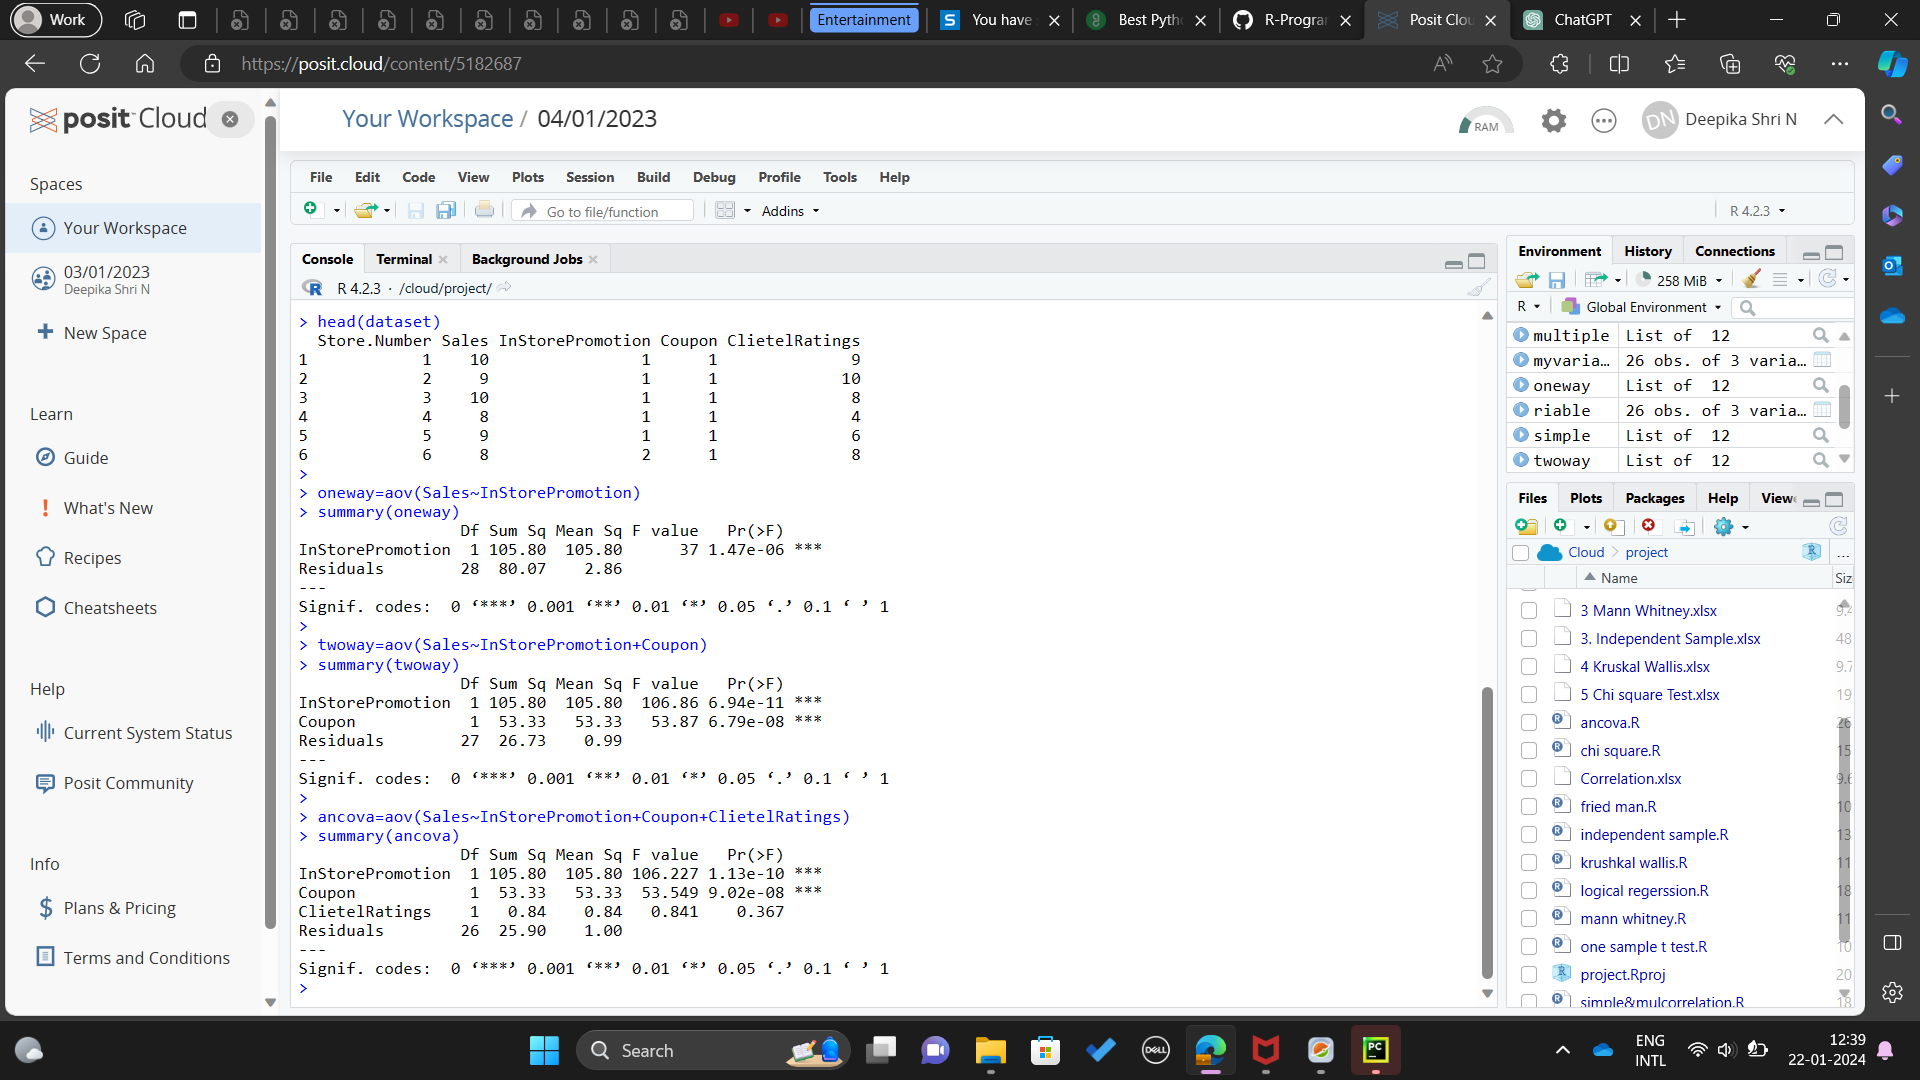 Work
Entertainment
You have
Best Pyth
R-Progra
Posit Clou
ChatGPT
https://posit.cloud/content/5182687
posit Cloud
Your Workspace / 04/01/2023
RAM
DN
Deepika Shri N
Spaces
Your Workspace
03/01/2023
Deepika Shri N
New Space
Learn
Guide
What's New
Recipes
Cheatsheets
Help
Current System Status
Posit Community
Info
Plans & Pricing
Terms and Conditions
File Edit Code View Plots Session Build Debug Profile Tools Help
Go to file/function
Addins
R 4.2.3
Console Terminal Background Jobs
R 4.2.3 · /cloud/project/
> head(dataset)
  Store.Number Sales InStorePromotion Coupon ClietelRatings
1            1    10                1      1              9
2            2     9                1      1             10
3            3    10                1      1              8
4            4     8                1      1              4
5            5     9                1      1              6
6            6     8                2      1              8
>
> oneway=aov(Sales~InStorePromotion)
> summary(oneway)
                 Df Sum Sq Mean Sq F value   Pr(>F)
InStorePromotion  1 105.80  105.80      37 1.47e-06 ***
Residuals        28  80.07    2.86
---
Signif. codes:  0 ‘***’ 0.001 ‘**’ 0.01 ‘*’ 0.05 ‘.’ 0.1 ‘ ’ 1
>
> twoway=aov(Sales~InStorePromotion+Coupon)
> summary(twoway)
                 Df Sum Sq Mean Sq F value   Pr(>F)
InStorePromotion  1 105.80  105.80  106.86 6.94e-11 ***
Coupon            1  53.33   53.33   53.87 6.79e-08 ***
Residuals        27  26.73    0.99
---
Signif. codes:  0 ‘***’ 0.001 ‘**’ 0.01 ‘*’ 0.05 ‘.’ 0.1 ‘ ’ 1
>
> ancova=aov(Sales~InStorePromotion+Coupon+ClietelRatings)
> summary(ancova)
                 Df Sum Sq Mean Sq F value   Pr(>F)
InStorePromotion  1 105.80  105.80 106.227 1.13e-10 ***
Coupon            1  53.33   53.33  53.549 9.02e-08 ***
ClietelRatings    1   0.84    0.84   0.841    0.367
Residuals        26  25.90    1.00
---
Signif. codes:  0 ‘***’ 0.001 ‘**’ 0.01 ‘*’ 0.05 ‘.’ 0.1 ‘ ’ 1
>
Environment History Connections
258 MiB
R Global Environment
multiple List of 12
myvaria… 26 obs. of 3 varia…
oneway List of 12
riable 26 obs. of 3 varia…
simple List of 12
twoway List of 12
Files Plots Packages Help View
Cloud project ...
Name Siz
3 Mann Whitney.xlsx
3. Independent Sample.xlsx 48
4 Kruskal Wallis.xlsx 9.7
5 Chi square Test.xlsx 19
ancova.R 26
chi square.R 15
Correlation.xlsx 9.6
fried man.R 10
independent sample.R 13
krushkal wallis.R 11
logical regerssion.R 18
mann whitney.R 11
one sample t test.R 10
project.Rproj 20
simple&mulcorrelation.R 18
Search
DELL
PC
ENG
INTL
12:39
22-01-2024